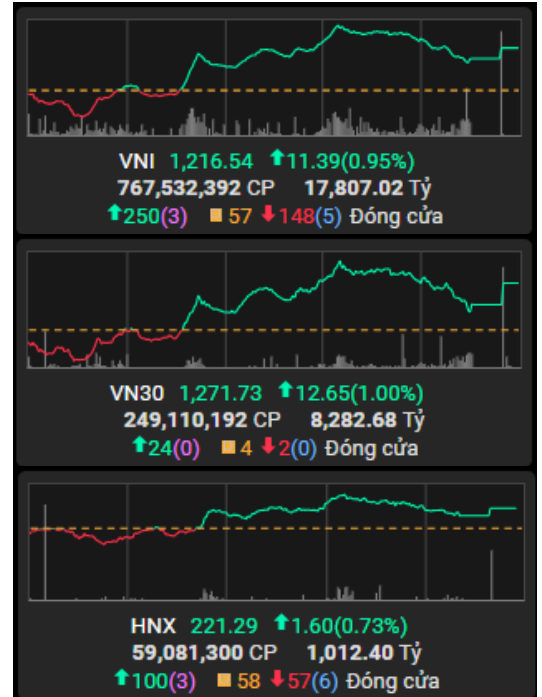 VNI 1,216.54 11.39(0.95%)
767,532,392 CP 17,807.02 Tỷ
250(3) 57 148(5) Đóng cửa
VN30 1,271.73 12.65(1.00%)
249,110,192 CP 8,282.68 Tỷ
24(0) 4 2(0) Đóng cửa
HNX 221.29 1.60(0.73%)
59,081,300 CP 1,012.40 Tỷ
100(3) 58 57(6) Đóng cửa